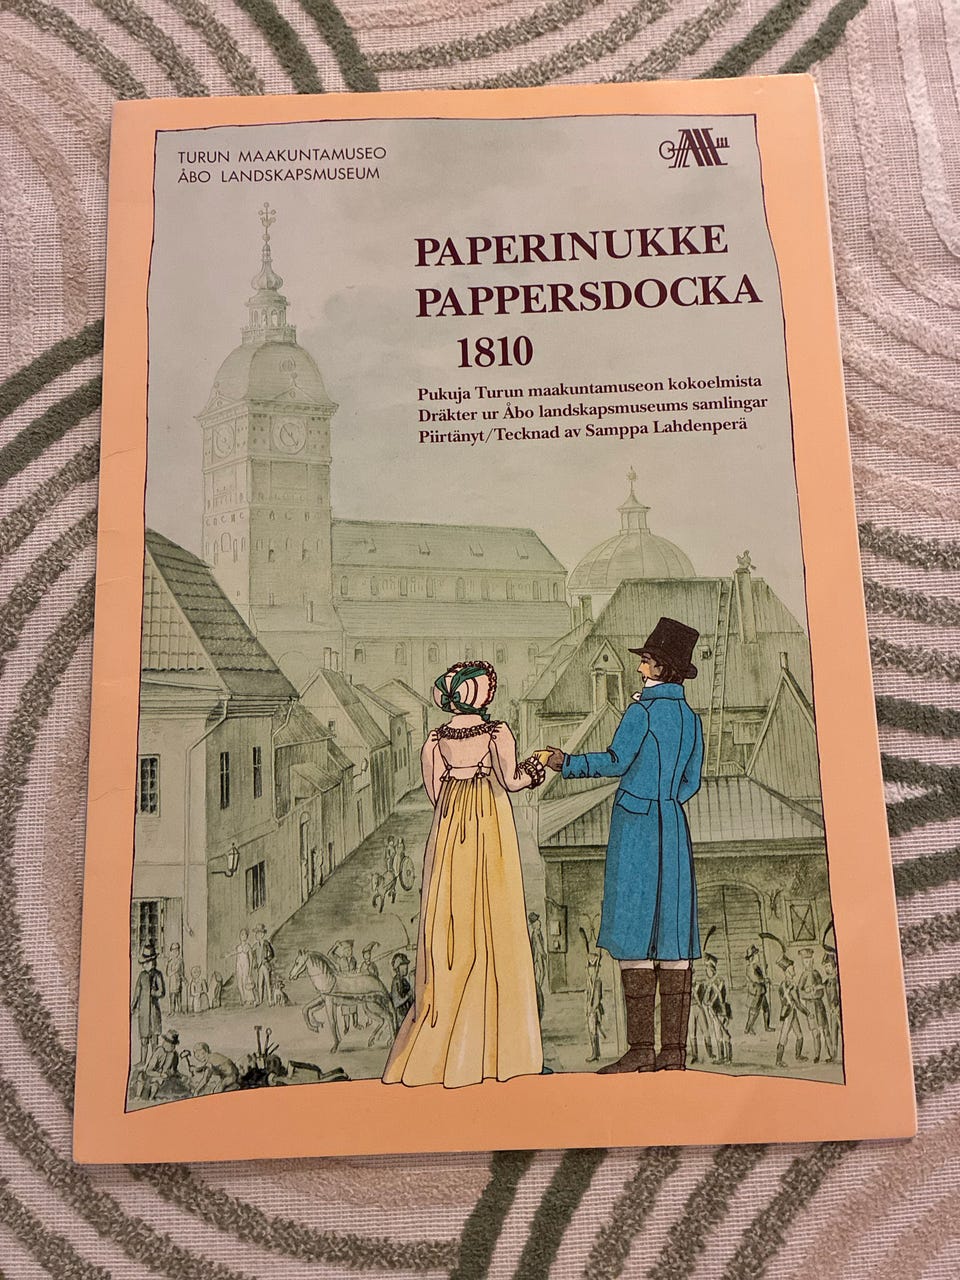 TURUN MAAKUNTAMUSEO
ÅBO LANDSKAPSMUSEUM
PAPERINUKKE
PAPPERSDOCKA
1810
Pukuja Turun maakuntamuseon kokoelmista
Dräkter ur Åbo landskapsmuseums samlingar
Piirtänyt/Tecknad av Samppa Lahdenperä